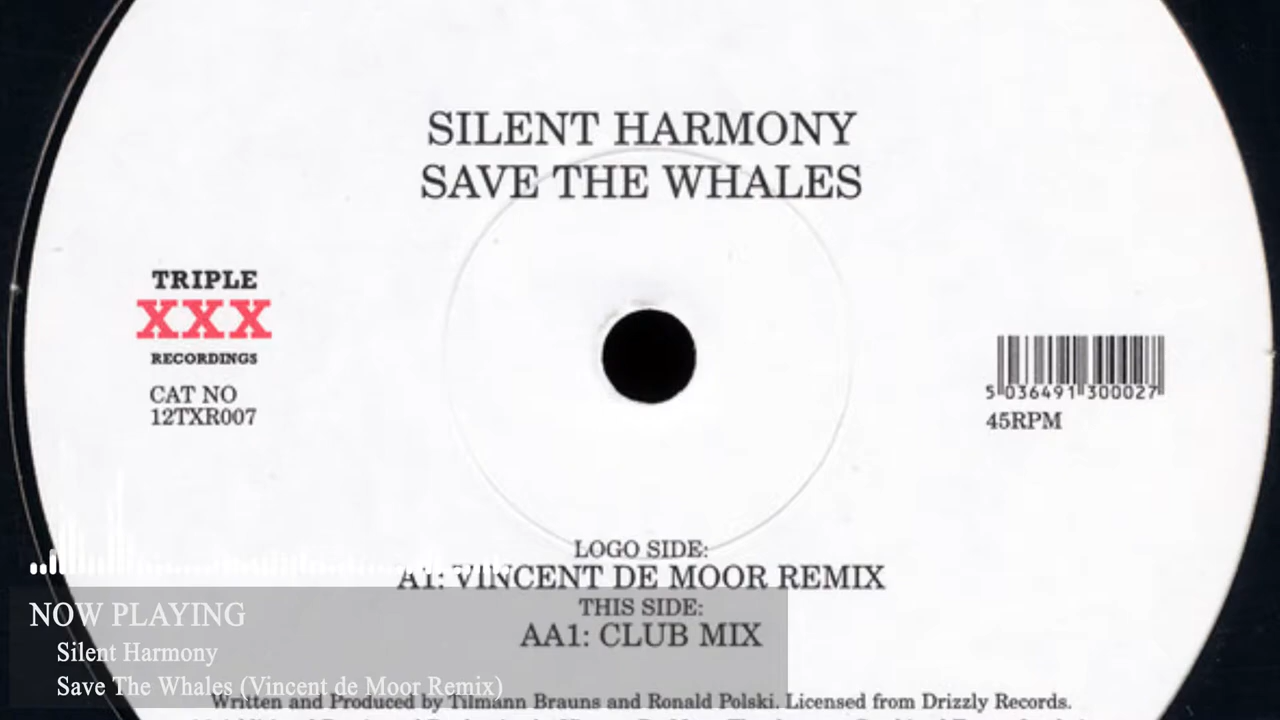 SILENT HARMONY
SAVE THE WHALES
TRIPLE
XXX
RECORDINGS
CAT NO
12TXR007
5 036491 300027
45RPM
LOGO SIDE:
A1: VINCENT DE MOOR REMIX
THIS SIDE:
AA1: CLUB MIX
NOW PLAYING
Silent Harmony
Save The Whales (Vincent de Moor Remix)
Written and Produced by Tilmann Brauns and Ronald Polski. Licensed from Drizzly Records.